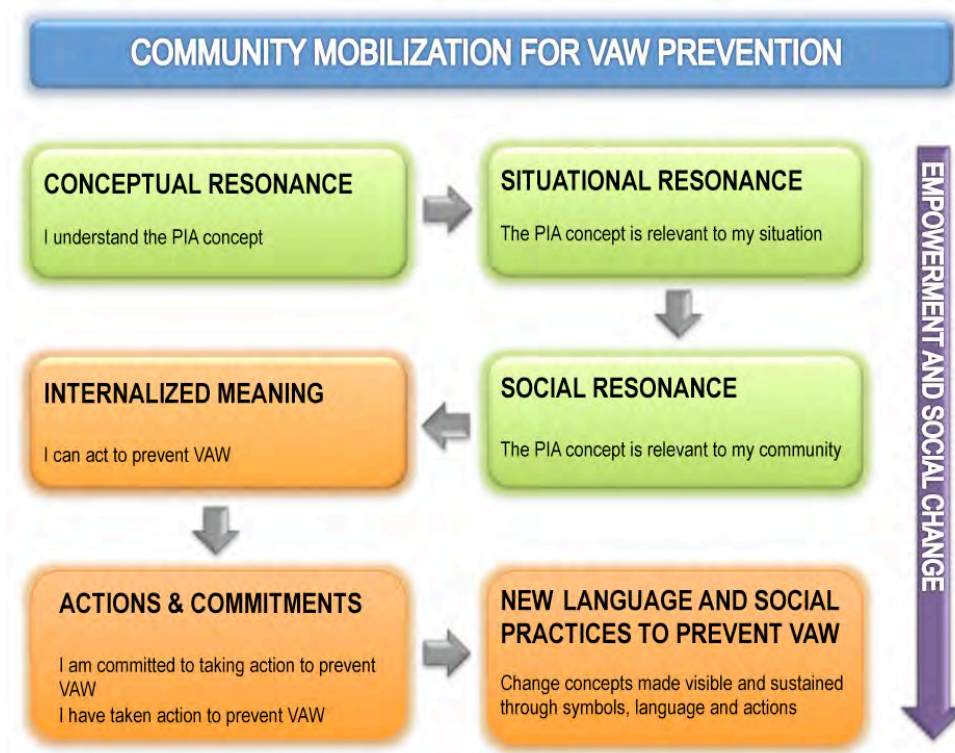 COMMUNITY MOBILIZATION FOR VAW PREVENTION
CONCEPTUAL RESONANCE
I understand the PIA concept
SITUATIONAL RESONANCE
The PIA concept is relevant to my situation
SOCIAL RESONANCE
The PIA concept is relevant to my community
INTERNALIZED MEANING
I can act to prevent VAW
ACTIONS & COMMITMENTS
I am committed to taking action to prevent
VAW
I have taken action to prevent VAW
NEW LANGUAGE AND SOCIAL
PRACTICES TO PREVENT VAW
Change concepts made visible and sustained
through symbols, language and actions
EMPOWERMENT AND SOCIAL CHANGE